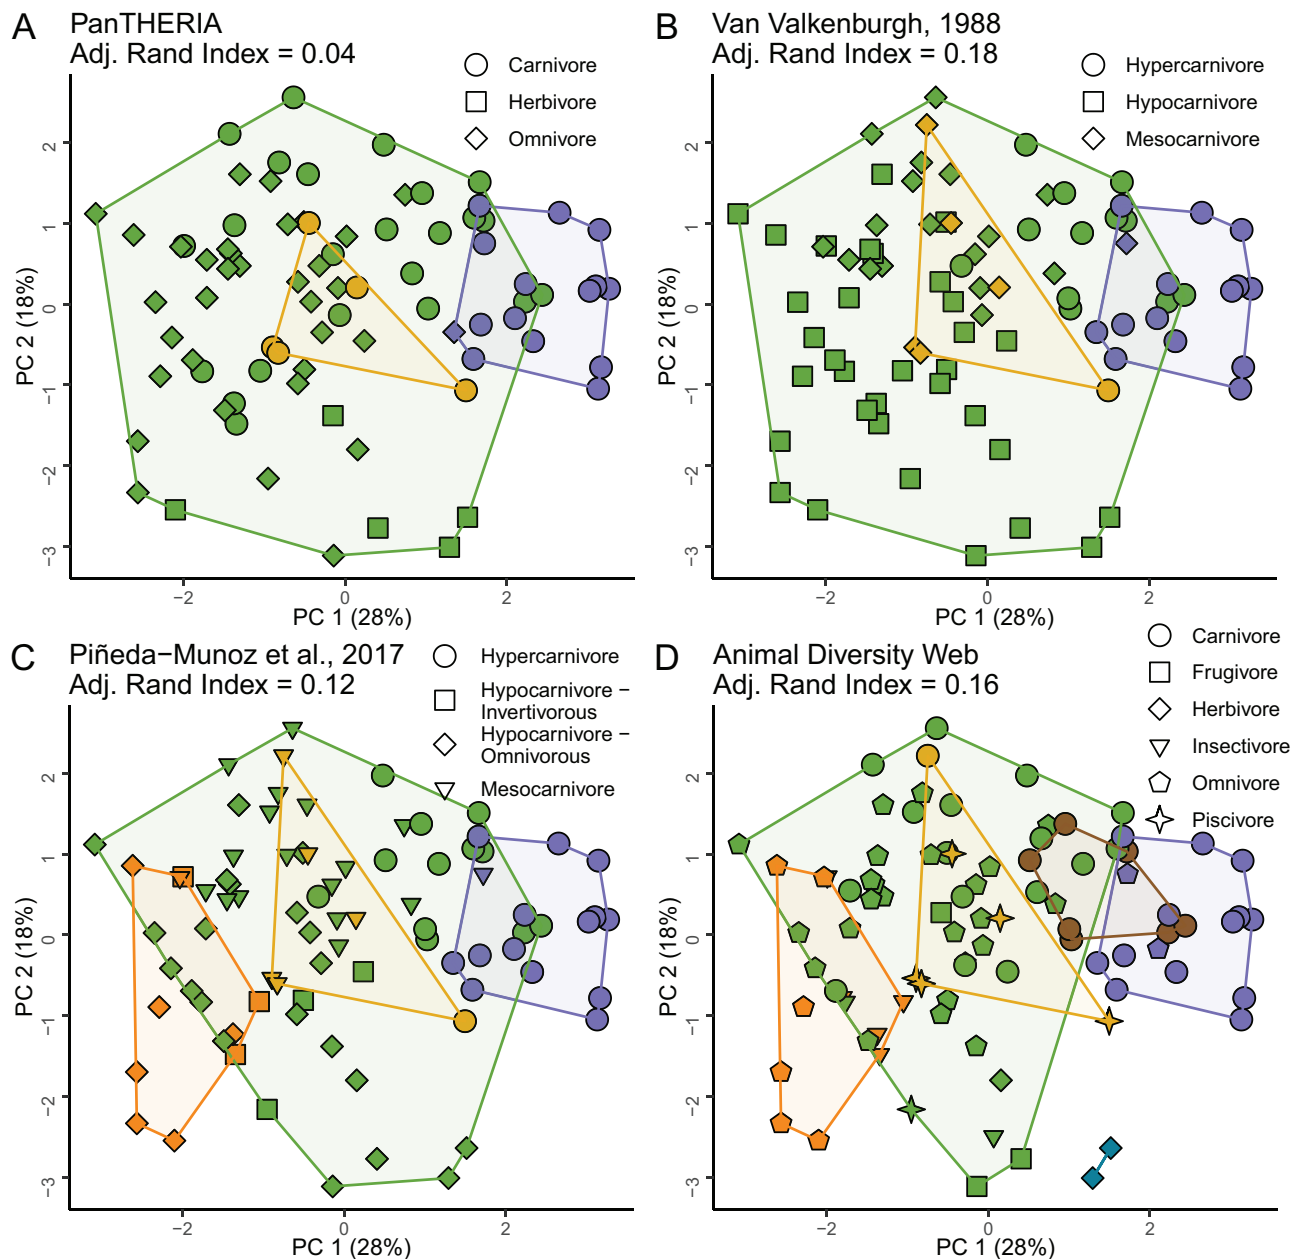 A
PanTHERIA
Adj. Rand Index = 0.04
Carnivore
Herbivore
Omnivore
PC 2 (18%)
2
1
0
−1
−2
−3
−2
0
2
PC 1 (28%)
B
Van Valkenburgh, 1988
Adj. Rand Index = 0.18
Hypercarnivore
Hypocarnivore
Mesocarnivore
PC 2 (18%)
2
1
0
−1
−2
−3
−2
0
2
PC 1 (28%)
C
Piñeda−Munoz et al., 2017
Adj. Rand Index = 0.12
Hypercarnivore
Hypocarnivore −
Invertivorous
Hypocarnivore −
Omnivorous
Mesocarnivore
PC 2 (18%)
2
1
0
−1
−2
−3
−2
0
2
PC 1 (28%)
D
Animal Diversity Web
Adj. Rand Index = 0.16
Carnivore
Frugivore
Herbivore
Insectivore
Omnivore
Piscivore
PC 2 (18%)
2
1
0
−1
−2
−3
−2
0
2
PC 1 (28%)